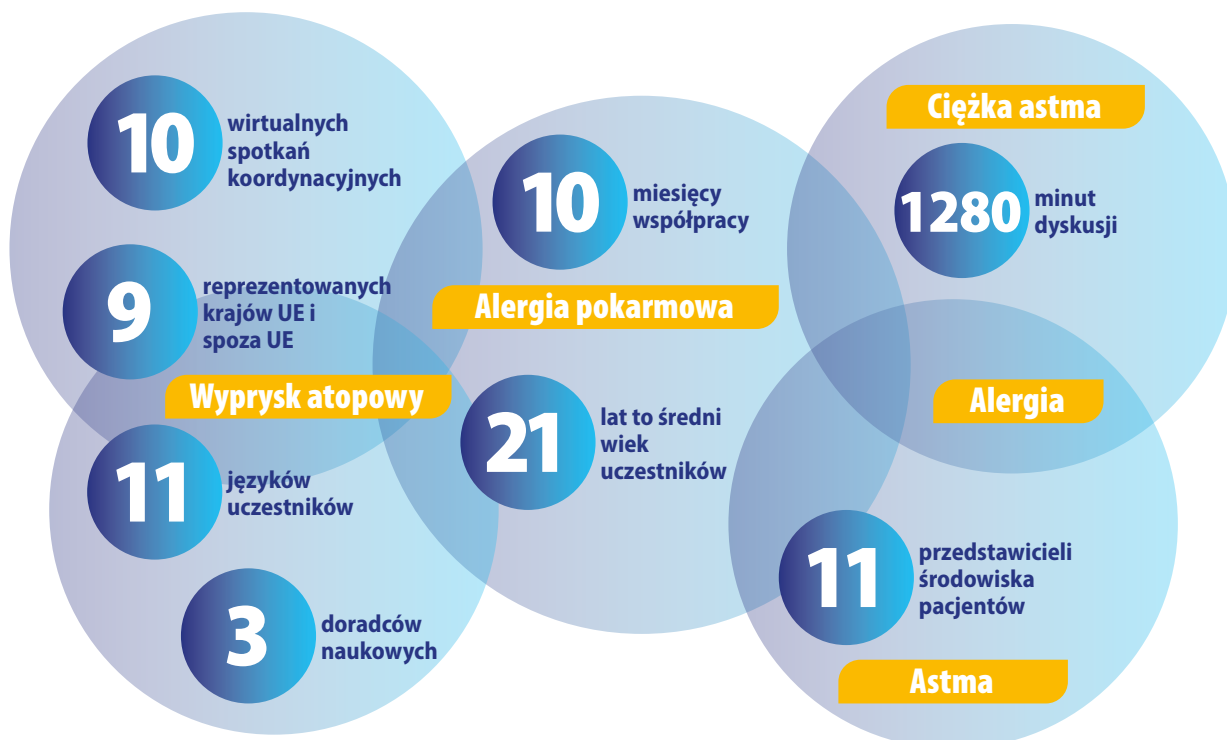 10
wirtualnych
spotkań
koordynacyjnych
9
reprezentowanych
krajów UE i
spoza UE
Wyprysk atopowy
11
języków
uczestników
3
doradców
naukowych
10
miesięcy
współpracy
Alergia pokarmowa
21
lat to średni
wiek
uczestników
Ciężka astma
1280
minut
dyskusji
Alergia
11
przedstawicieli
środowiska
pacjentów
Astma